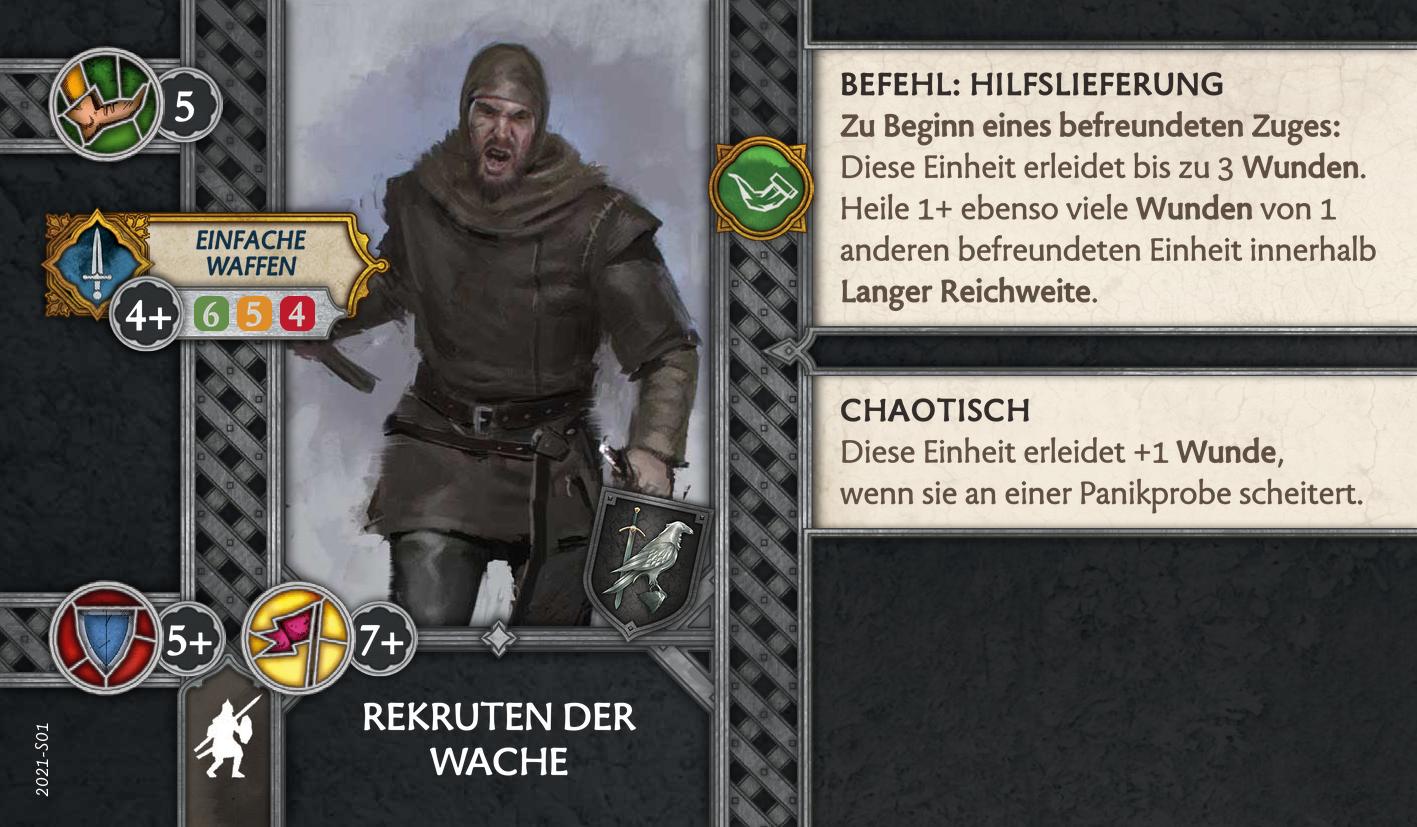 5
EINFACHE
WAFFEN
4+ 6 5 4
5+ 7+
REKRUTEN DER
WACHE
2021-S01
BEFEHL: HILFSLIEFERUNG
Zu Beginn eines befreundeten Zuges:
Diese Einheit erleidet bis zu 3 Wunden.
Heile 1+ ebenso viele Wunden von 1
anderen befreundeten Einheit innerhalb
Langer Reichweite.
CHAOTISCH
Diese Einheit erleidet +1 Wunde,
wenn sie an einer Panikprobe scheitert.